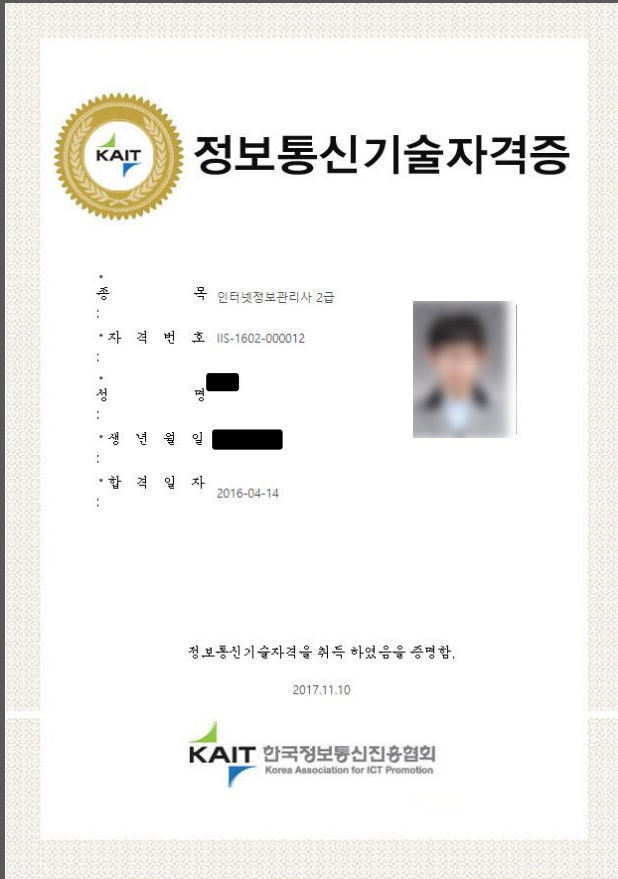 KAIT
정보통신기술자격증
* 종 목 : 인터넷정보관리사 2급
* 자 격 번 호 : IIS-1602-000012
* 성 명 :
* 생 년 월 일 :
* 합 격 일 자 : 2016-04-14
정보통신기술자격을 취득 하였음을 증명함.
2017.11.10
KAIT 한국정보통신진흥협회
Korea Association for ICT Promotion